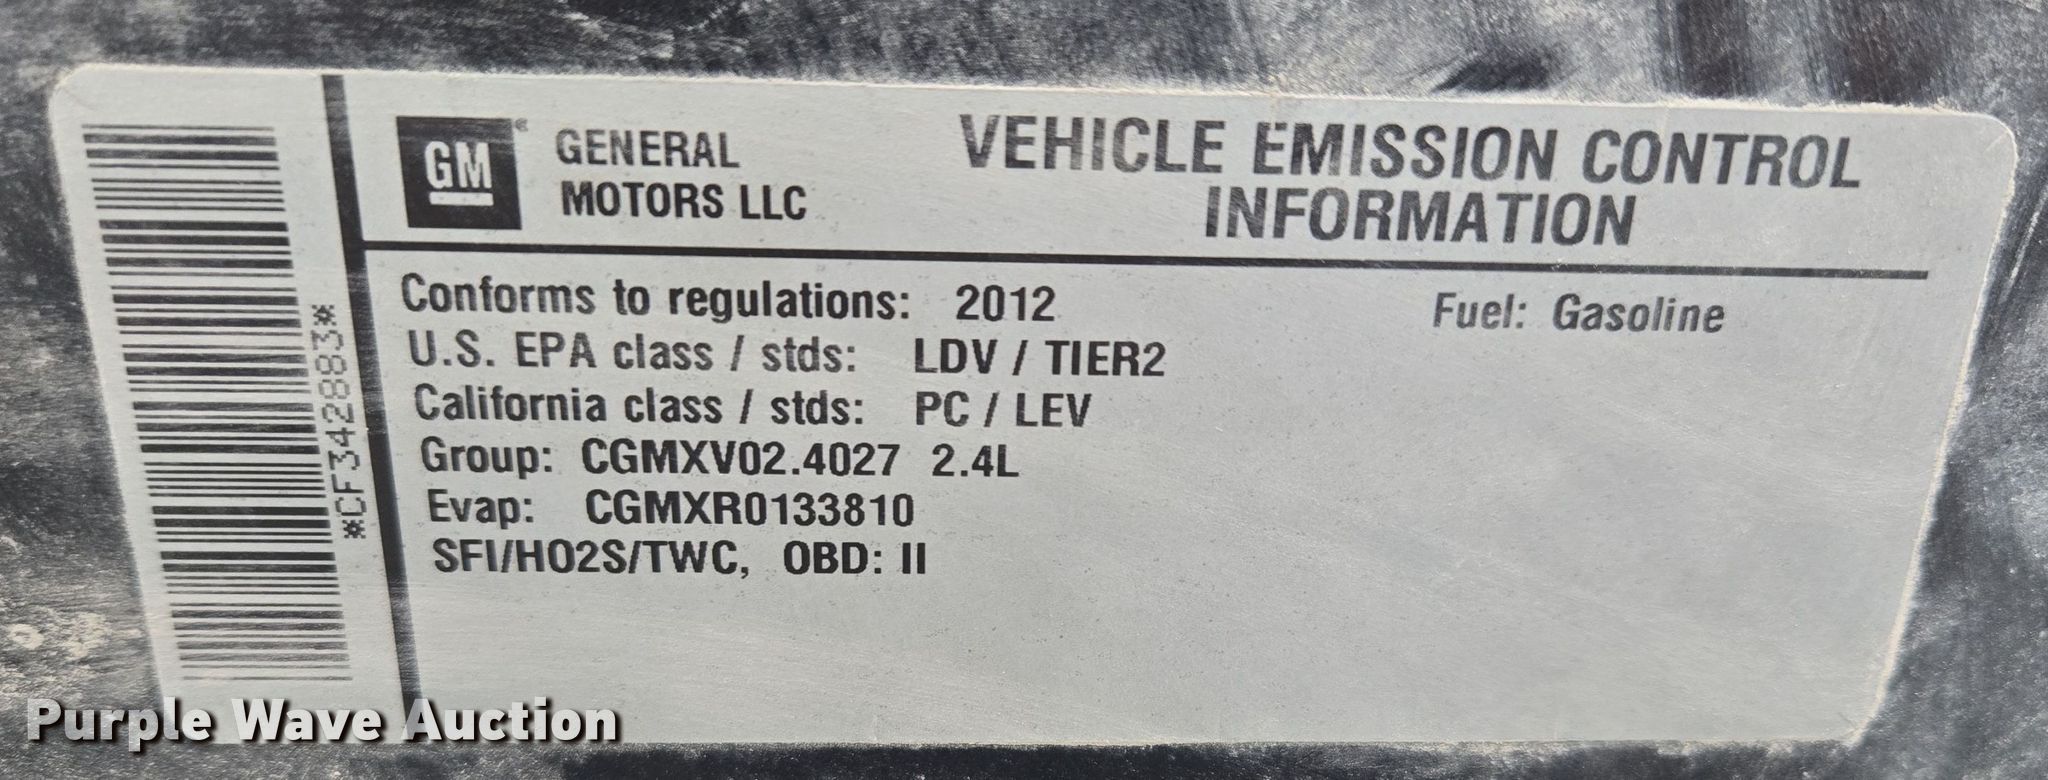 GM
GENERAL
MOTORS LLC
VEHICLE EMISSION CONTROL
INFORMATION
Conforms to regulations: 2012
Fuel: Gasoline
U.S. EPA class / stds: LDV / TIER2
California class / stds: PC / LEV
Group: CGMXV02.4027 2.4L
Evap: CGMXR0133810
SFI/HO2S/TWC, OBD: II
*CF342883*
Purple Wave Auction